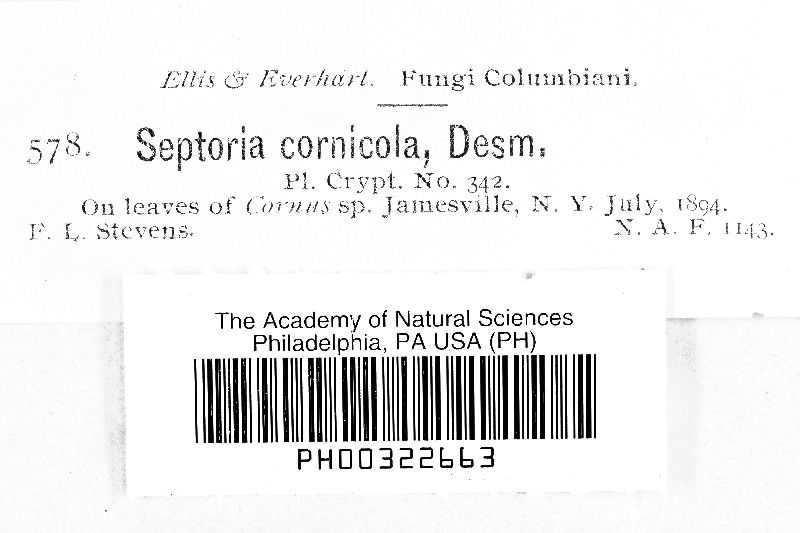 Ellis & Everhart. Fungi Columbiani.
578. Septoria cornicola, Desm.
Pl. Crypt. No. 342.
On leaves of Cornus sp. Jamesville, N. Y. July, 1894.
F. L. Stevens. N. A. F. 1143.
The Academy of Natural Sciences
Philadelphia, PA USA (PH)
PH00322663